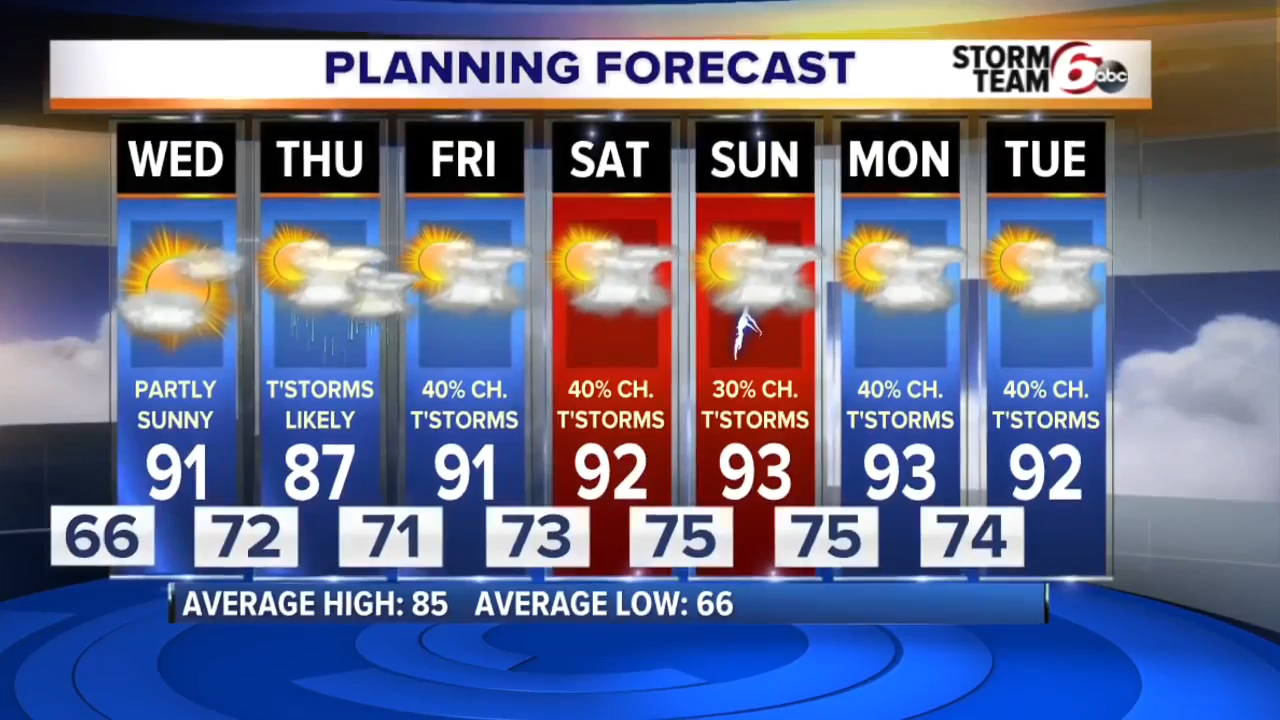 PLANNING FORECAST
STORM
TEAM 6 abc
WED THU FRI SAT SUN MON TUE
PARTLY T'STORMS 40% CH. 40% CH. 30% CH. 40% CH. 40% CH.
SUNNY LIKELY T'STORMS T'STORMS T'STORMS T'STORMS T'STORMS
91 87 91 92 93 93 92
66 72 71 73 75 75 74
AVERAGE HIGH: 85 AVERAGE LOW: 66